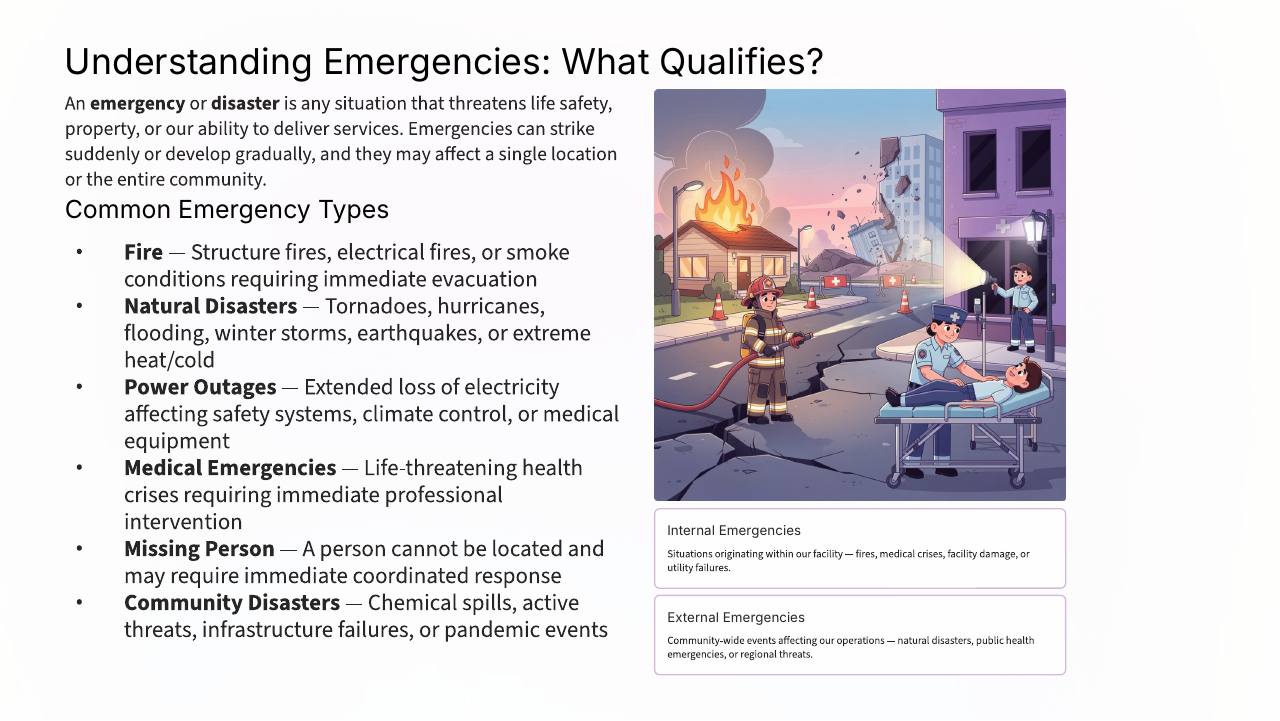 Understanding Emergencies: What Qualifies?
An emergency or disaster is any situation that threatens life safety,
property, or our ability to deliver services. Emergencies can strike
suddenly or develop gradually, and they may affect a single location
or the entire community.
Common Emergency Types
• Fire — Structure fires, electrical fires, or smoke
conditions requiring immediate evacuation
• Natural Disasters — Tornadoes, hurricanes,
flooding, winter storms, earthquakes, or extreme
heat/cold
• Power Outages — Extended loss of electricity
affecting safety systems, climate control, or medical
equipment
• Medical Emergencies — Life-threatening health
crises requiring immediate professional
intervention
• Missing Person — A person cannot be located and
may require immediate coordinated response
• Community Disasters — Chemical spills, active
threats, infrastructure failures, or pandemic events
Internal Emergencies
Situations originating within our facility — fires, medical crises, facility damage, or
utility failures.
External Emergencies
Community-wide events affecting our operations — natural disasters, public health
emergencies, or regional threats.